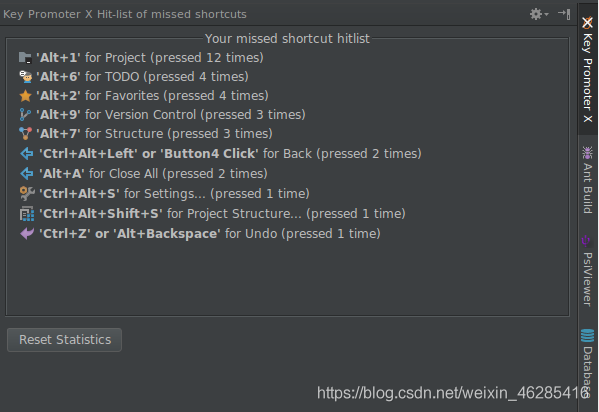 Key Promoter X Hit-list of missed shortcuts
Your missed shortcut hitlist
'Alt+1' for Project (pressed 12 times)
'Alt+6' for TODO (pressed 4 times)
'Alt+2' for Favorites (pressed 4 times)
'Alt+9' for Version Control (pressed 3 times)
'Alt+7' for Structure (pressed 3 times)
'Ctrl+Alt+Left' or 'Button4 Click' for Back (pressed 2 times)
'Alt+A' for Close All (pressed 2 times)
'Ctrl+Alt+S' for Settings... (pressed 1 time)
'Ctrl+Alt+Shift+S' for Project Structure... (pressed 1 time)
'Ctrl+Z' or 'Alt+Backspace' for Undo (pressed 1 time)
Reset Statistics
Key Promoter X
Ant Build
PsiViewer
Database
https://blog.csdn.net/weixin_46285416